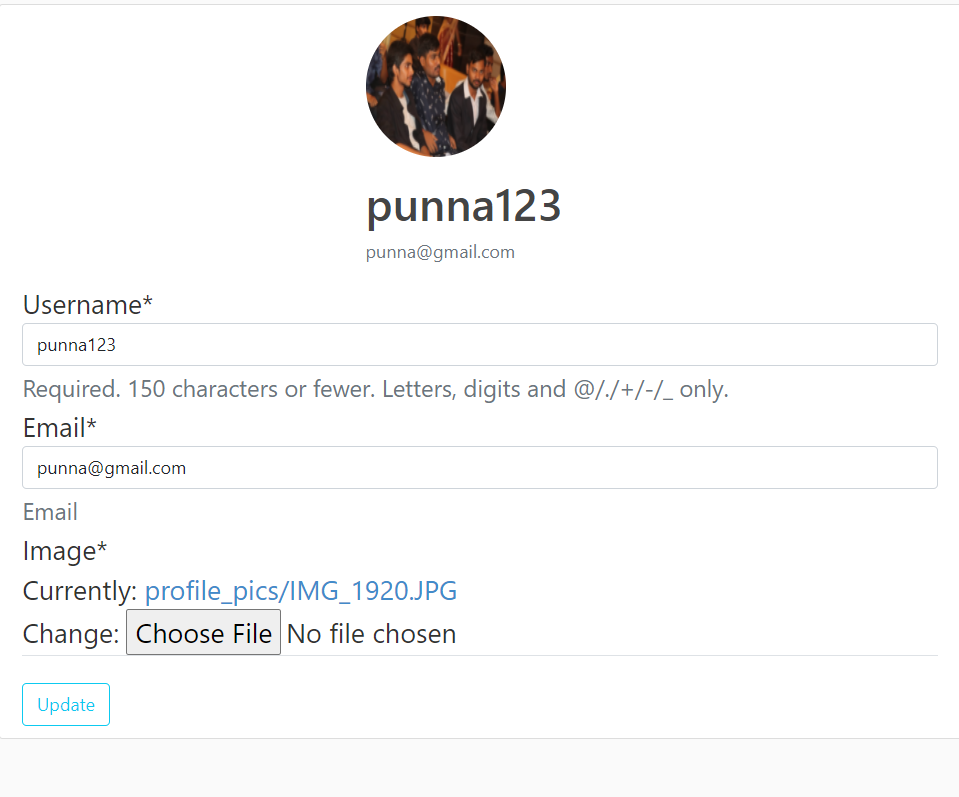 punna123
punna@gmail.com
Username*
punna123
Required. 150 characters or fewer. Letters, digits and @/./+/-/_ only.
Email*
punna@gmail.com
Email
Image*
Currently: profile_pics/IMG_1920.JPG
Change: Choose File No file chosen
Update